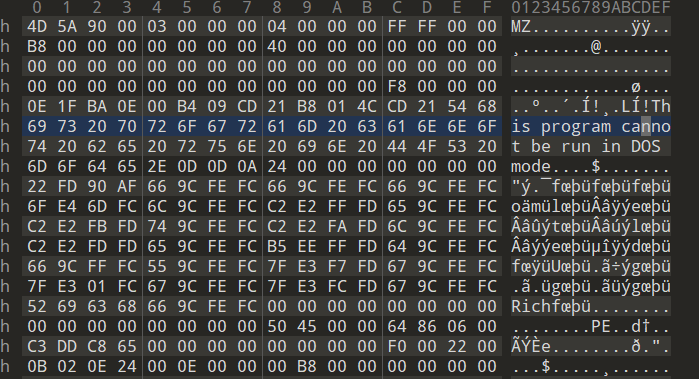 0 1 2 3 4 5 6 7 8 9 A B C D E F 0123456789ABCDEF
h 4D 5A 90 00 03 00 00 00 04 00 00 00 FF FF 00 00 MZ..........ÿÿ..
h B8 00 00 00 00 00 00 00 40 00 00 00 00 00 00 00 ¸.......@.......
h 00 00 00 00 00 00 00 00 00 00 00 00 00 00 00 00 ................
h 00 00 00 00 00 00 00 00 00 00 00 00 F8 00 00 00 ............ø...
h 0E 1F BA 0E 00 B4 09 CD 21 B8 01 4C CD 21 54 68 ..º..´.Í!¸.LÍ!Th
h 69 73 20 70 72 6F 67 72 61 6D 20 63 61 6E 6E 6F is program canno
h 74 20 62 65 20 72 75 6E 20 69 6E 20 44 4F 53 20 t be run in DOS
h 6D 6F 64 65 2E 0D 0D 0A 24 00 00 00 00 00 00 00 mode....$.......
h 22 FD 90 AF 66 9C FE FC 66 9C FE FC 66 9C FE FC "ý.¯fœþüfœþüfœþü
h 6F E4 6D FC 6C 9C FE FC C2 E2 FF FD 65 9C FE FC oämülœþüÂâÿýeœþü
h C2 E2 FB FD 74 9C FE FC C2 E2 FA FD 6C 9C FE FC ÂâûýtœþüÂâúýlœþü
h C2 E2 FD FD 65 9C FE FC B5 EE FF FD 64 9C FE FC Ââýýeœþüµîÿýdœþü
h 66 9C FF FC 55 9C FE FC 7F E3 F7 FD 67 9C FE FC fœÿüUœþü.ã÷ýgœþü
h 7F E3 01 FC 67 9C FE FC 7F E3 FC FD 67 9C FE FC .ã.ügœþü.ãüýgœþü
h 52 69 63 68 66 9C FE FC 00 00 00 00 00 00 00 00 Richfœþü........
h 00 00 00 00 00 00 00 00 50 45 00 00 64 86 06 00 ........PE..d†..
h C3 DD C8 65 00 00 00 00 00 00 00 00 F0 00 22 00 ÃÝÈe........ð.".
h 0B 02 0E 24 00 0E 00 00 00 B8 00 00 00 00 00 00 ...$.....¸......